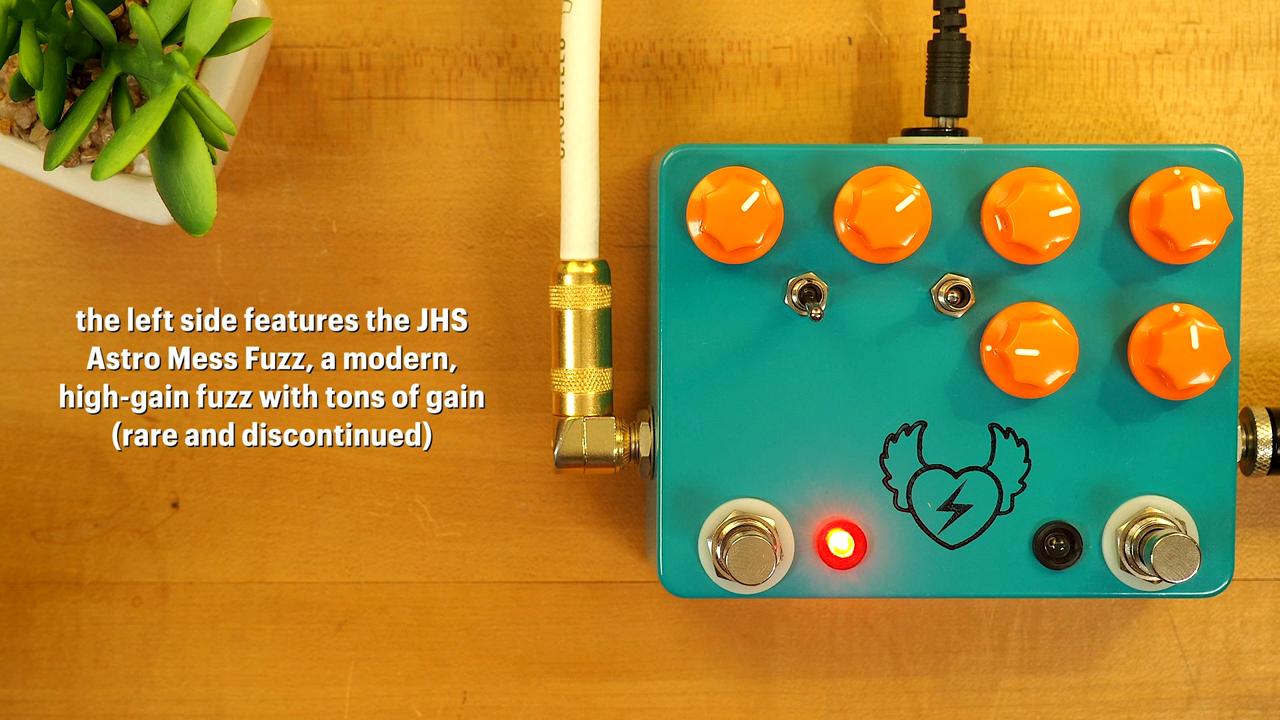 the left side features the JHS
Astro Mess Fuzz, a modern,
high-gain fuzz with tons of gain
(rare and discontinued)